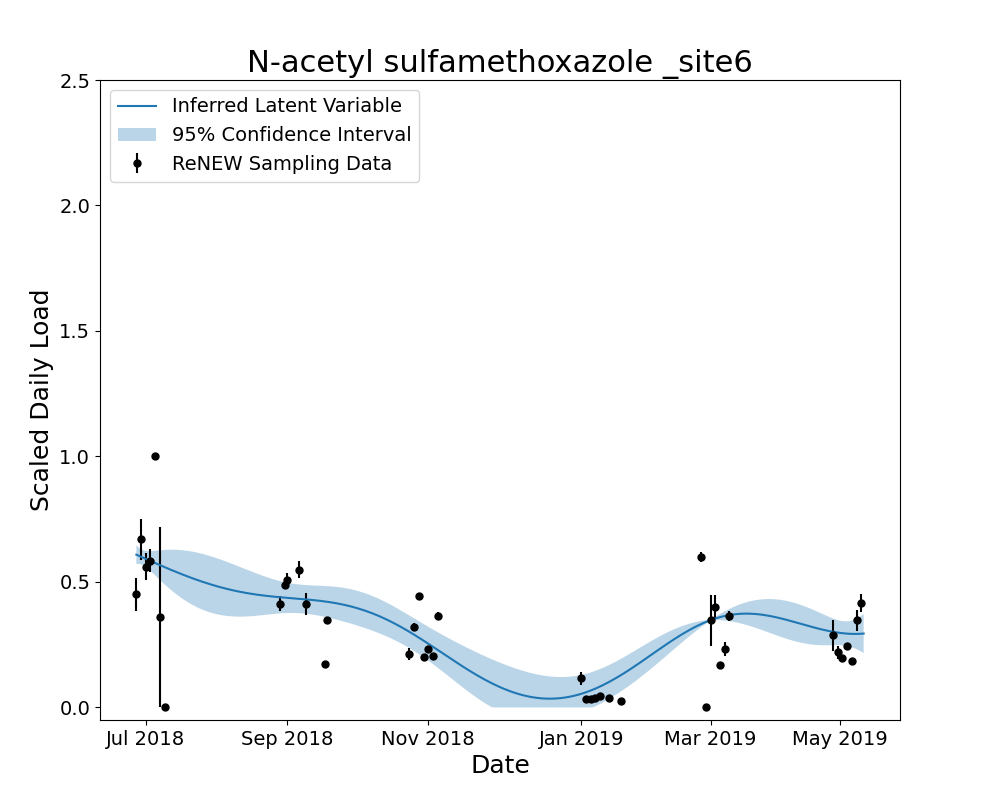 N-acetyl sulfamethoxazole _site6
Inferred Latent Variable
95% Confidence Interval
ReNEW Sampling Data
Scaled Daily Load
2.5
2.0
1.5
1.0
0.5
0.0
Jul 2018
Sep 2018
Nov 2018
Jan 2019
Mar 2019
May 2019
Date